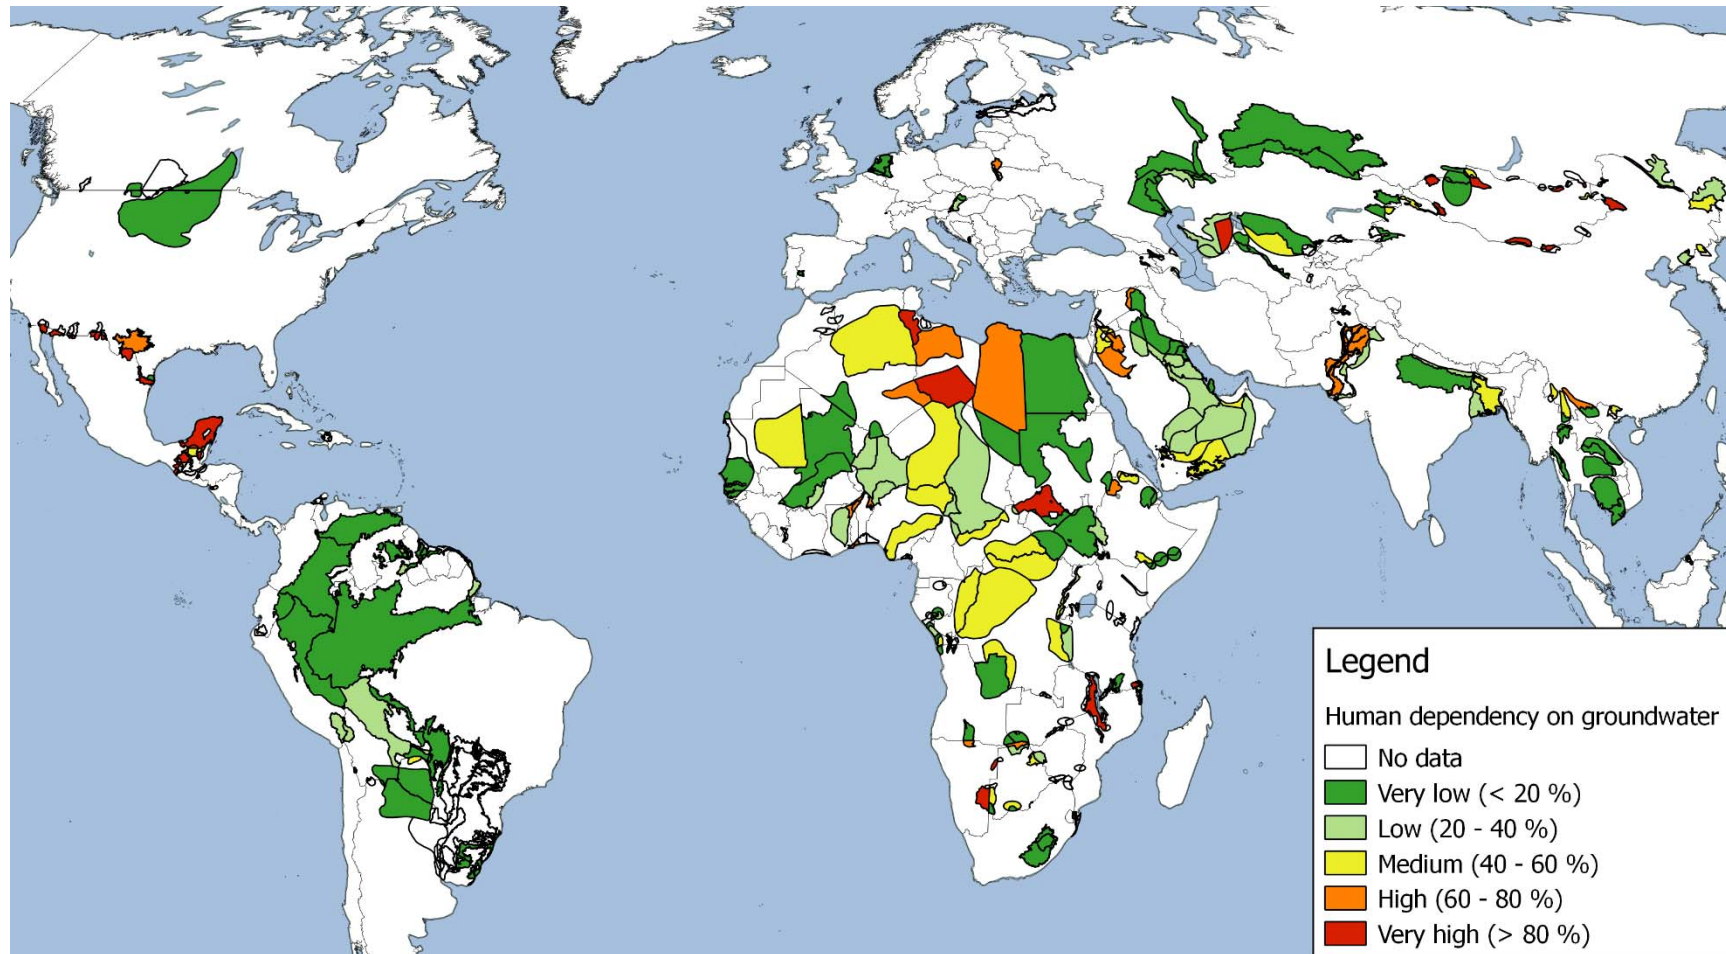 Legend
Human dependency on groundwater
No data
Very low (< 20 %)
Low (20 - 40 %)
Medium (40 - 60 %)
High (60 - 80 %)
Very high (> 80 %)